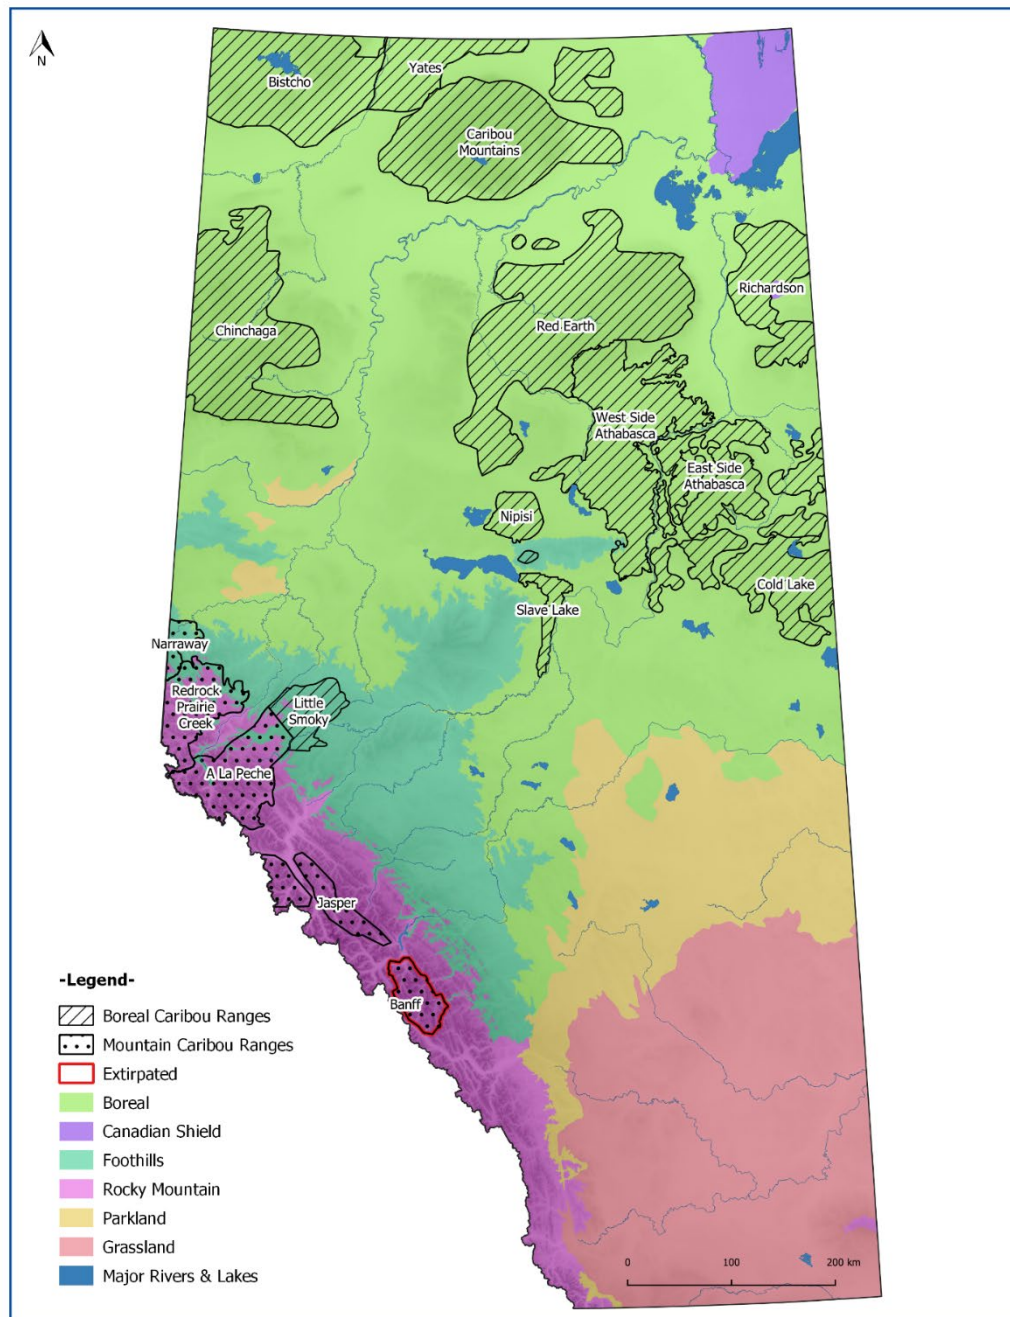 N
Bistcho
Yates
Caribou
Mountains
Richardson
Chinchaga
Red Earth
West Side
Athabasca
East Side
Athabasca
Nipisi
Cold Lake
Slave Lake
Narraway
Redrock
Prairie
Creek
Little
Smoky
A La Peche
Jasper
Banff
-Legend-
Boreal Caribou Ranges
Mountain Caribou Ranges
Extirpated
Boreal
Canadian Shield
Foothills
Rocky Mountain
Parkland
Grassland
Major Rivers & Lakes
0 100 200 km